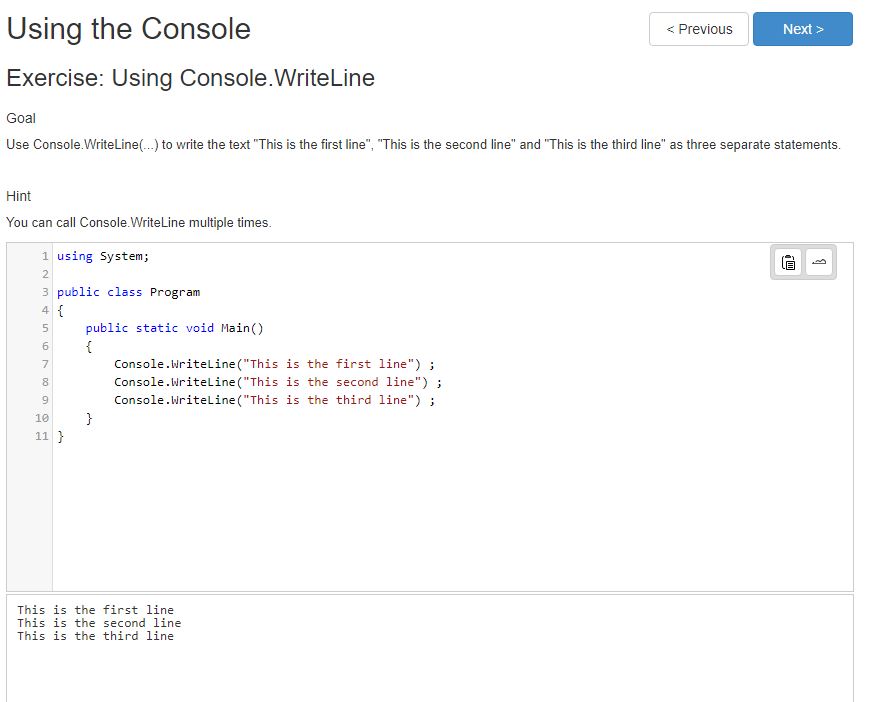 Using the Console
< Previous
Next >
Exercise: Using Console.WriteLine
Goal
Use Console.WriteLine(...) to write the text "This is the first line", "This is the second line" and "This is the third line" as three separate statements.
Hint
You can call Console.WriteLine multiple times.
1 using System;
2
3 public class Program
4 {
5     public static void Main()
6     {
7         Console.WriteLine("This is the first line") ;
8         Console.WriteLine("This is the second line") ;
9         Console.WriteLine("This is the third line") ;
10     }
11 }
This is the first line
This is the second line
This is the third line